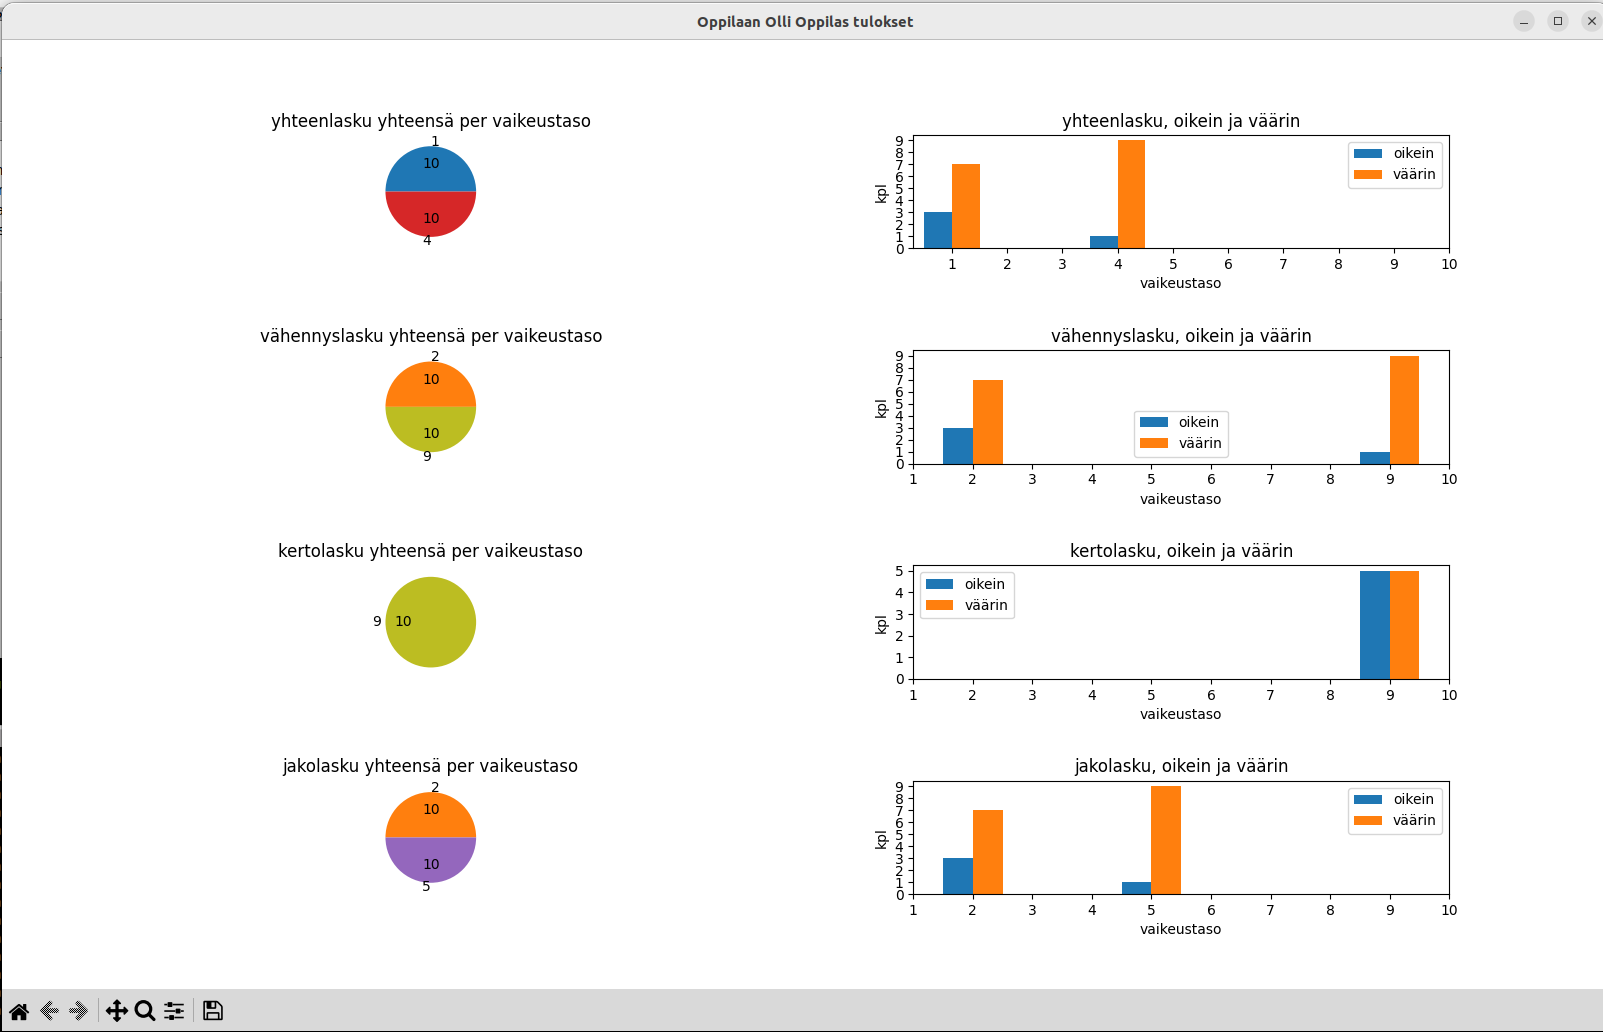 Oppilaan Olli Oppilas tulokset
yhteenlasku yhteensä per vaikeustaso
1
10
10
4
yhteenlasku, oikein ja väärin
9
8
7
6
5
4
3
2
1
0
kpl
oikein
väärin
1 2 3 4 5 6 7 8 9 10
vaikeustaso
vähennyslasku yhteensä per vaikeustaso
2
10
10
9
vähennyslasku, oikein ja väärin
9
8
7
6
5
4
3
2
1
0
kpl
oikein
väärin
1 2 3 4 5 6 7 8 9 10
vaikeustaso
kertolasku yhteensä per vaikeustaso
9 10
kertolasku, oikein ja väärin
5
4
3
2
1
0
kpl
oikein
väärin
1 2 3 4 5 6 7 8 9 10
vaikeustaso
jakolasku yhteensä per vaikeustaso
2
10
10
5
jakolasku, oikein ja väärin
9
8
7
6
5
4
3
2
1
0
kpl
oikein
väärin
1 2 3 4 5 6 7 8 9 10
vaikeustaso